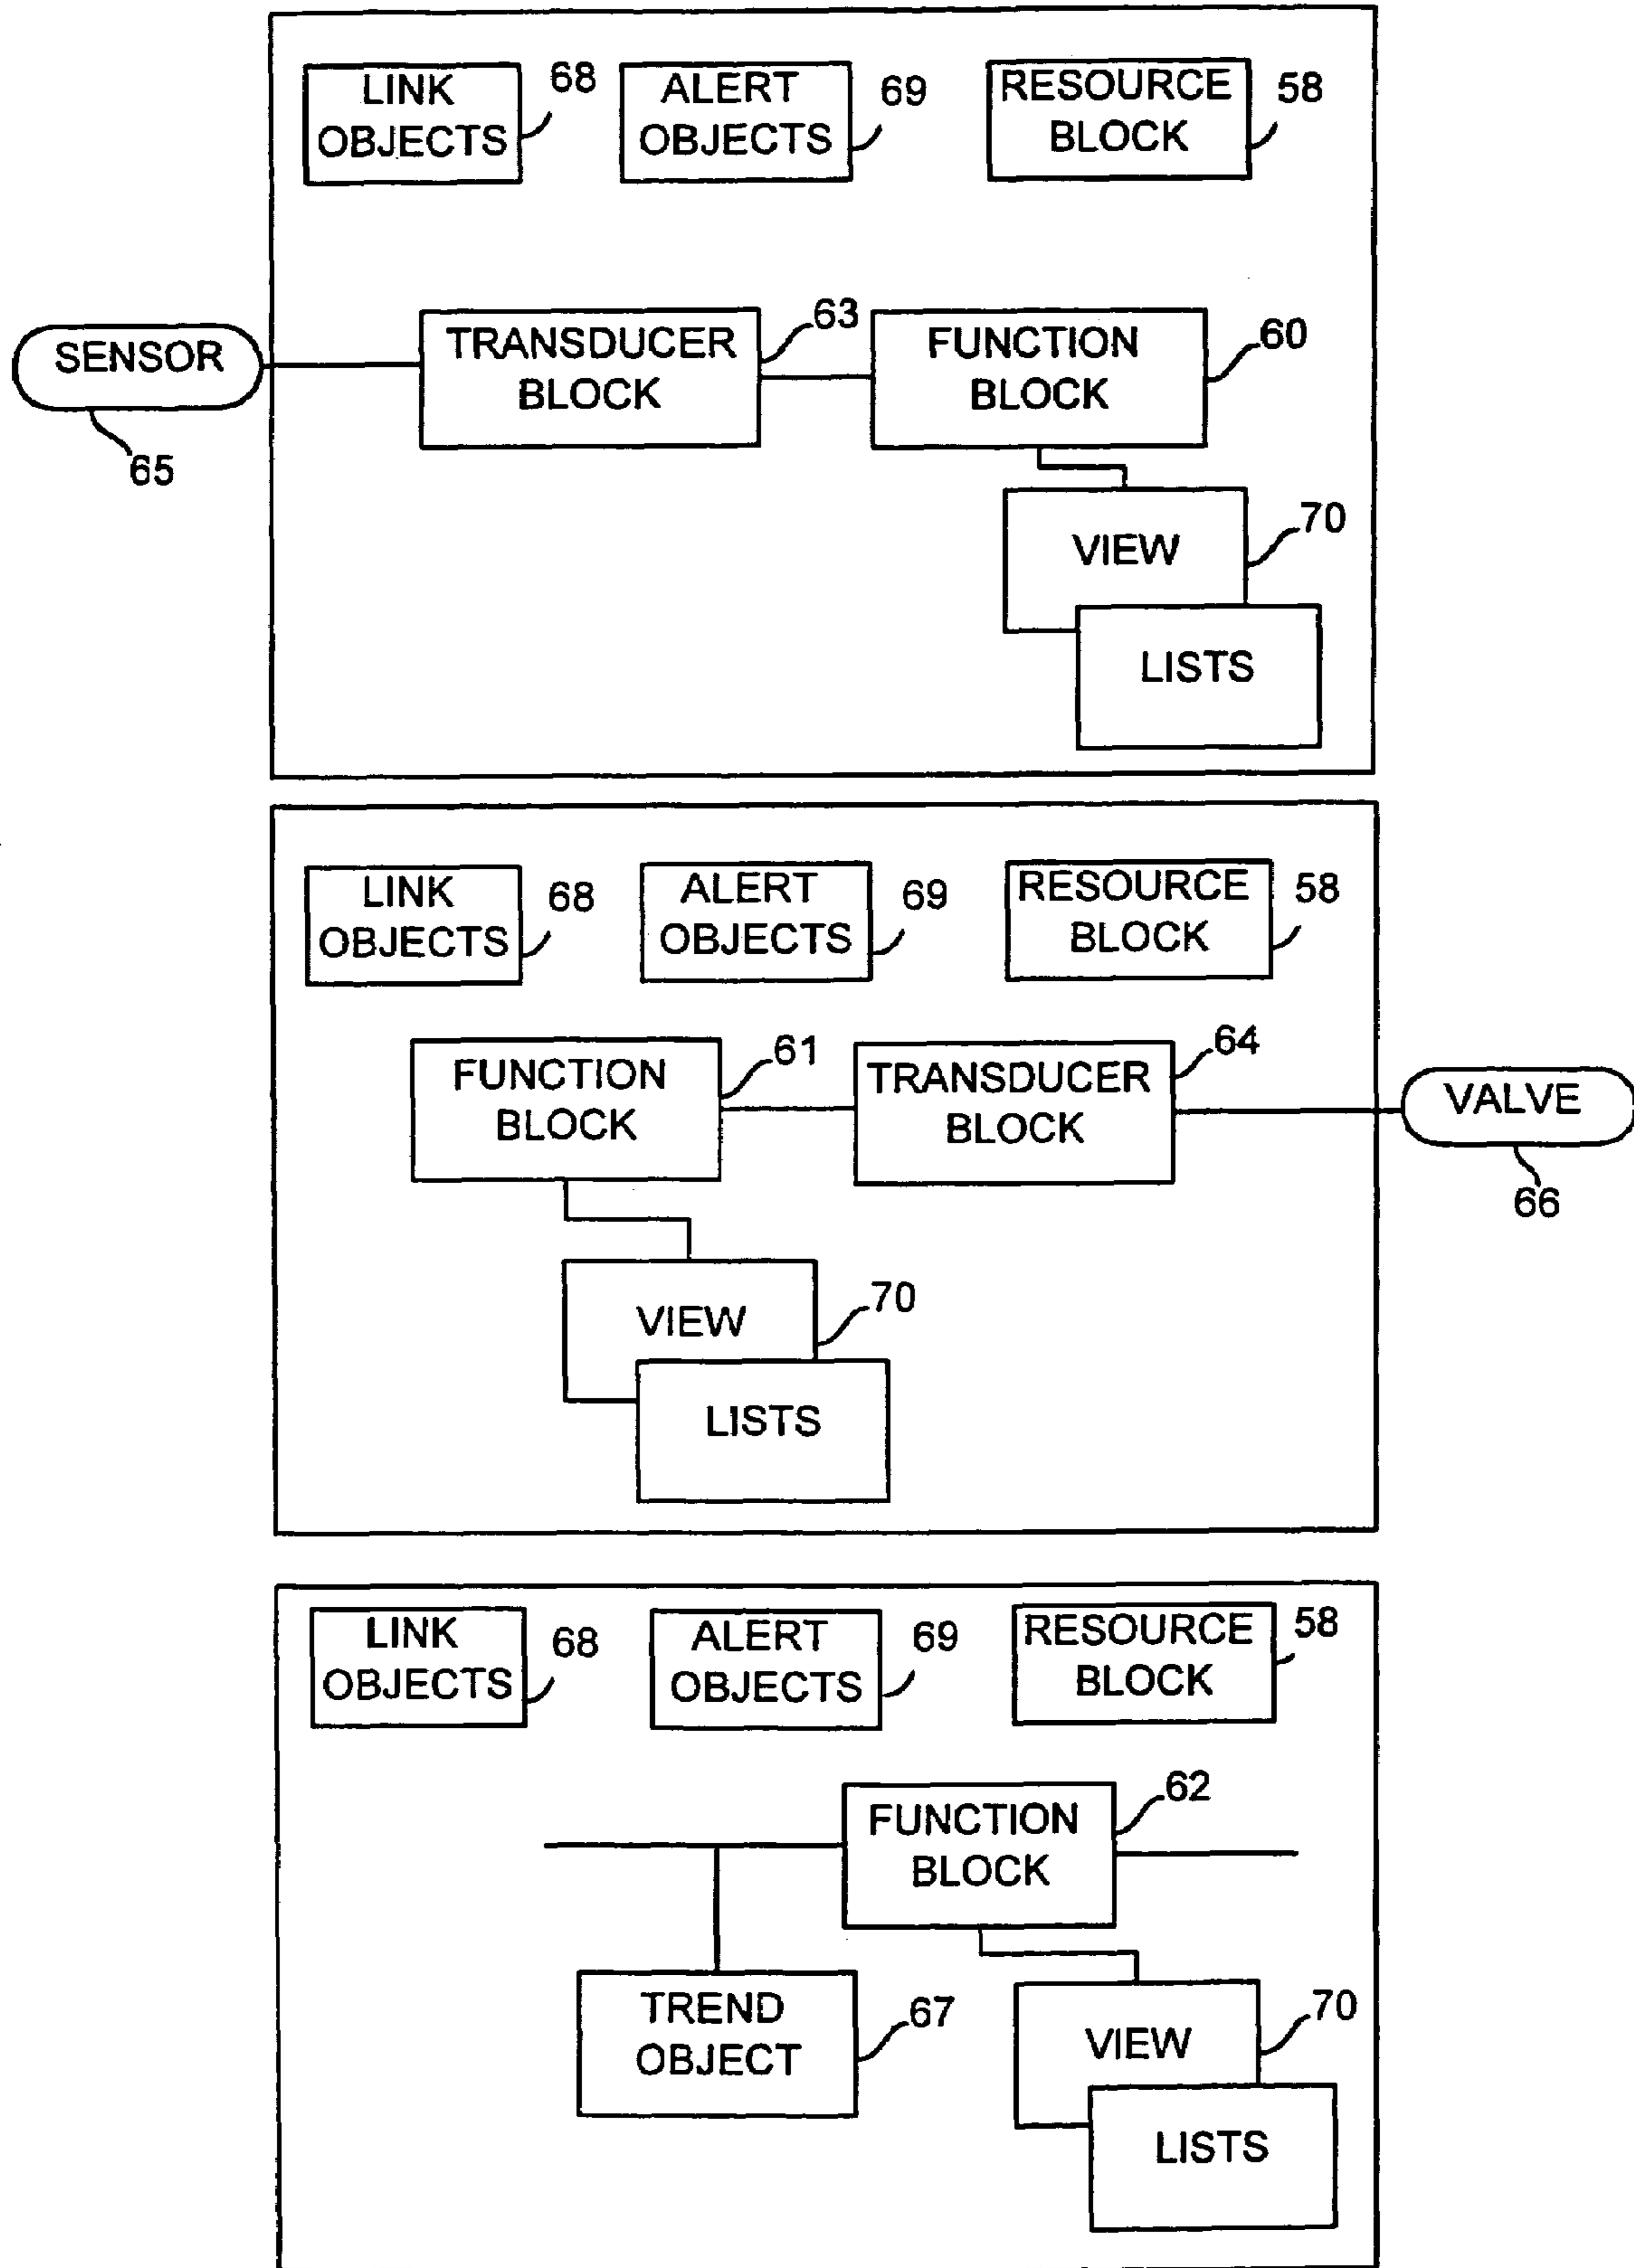 LINK
OBJECTS
68
ALERT
OBJECTS
69
RESOURCE
BLOCK
58
SENSOR
65
TRANSDUCER
BLOCK
63
FUNCTION
BLOCK
60
VIEW
70
LISTS
LINK
OBJECTS
68
ALERT
OBJECTS
69
RESOURCE
BLOCK
58
FUNCTION
BLOCK
61
TRANSDUCER
BLOCK
64
VALVE
66
VIEW
70
LISTS
LINK
OBJECTS
68
ALERT
OBJECTS
69
RESOURCE
BLOCK
58
FUNCTION
BLOCK
62
TREND
OBJECT
67
VIEW
70
LISTS